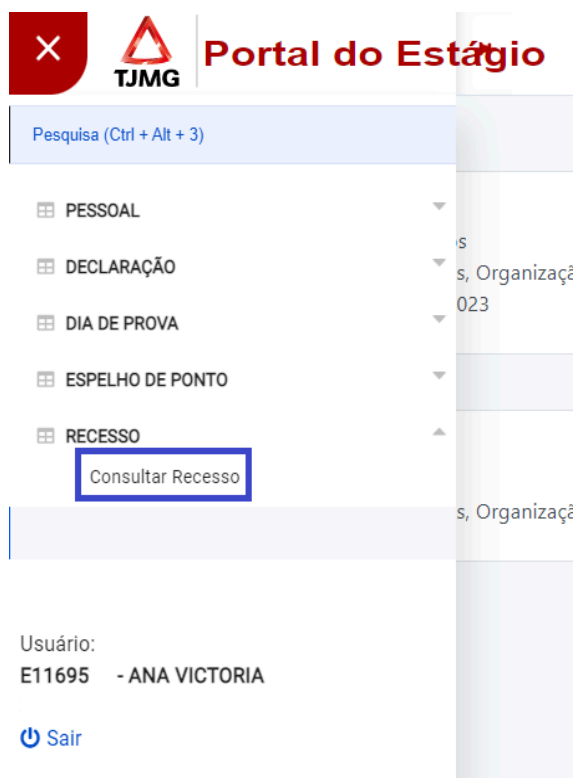 TJMG
Portal do Estágio
Pesquisa (Ctrl + Alt + 3)
PESSOAL
s
DECLARAÇÃO
s, Organizaçã
023
DIA DE PROVA
ESPELHO DE PONTO
RECESSO
Consultar Recesso
s, Organizaçã
Usuário:
E11695 - ANA VICTORIA
Sair